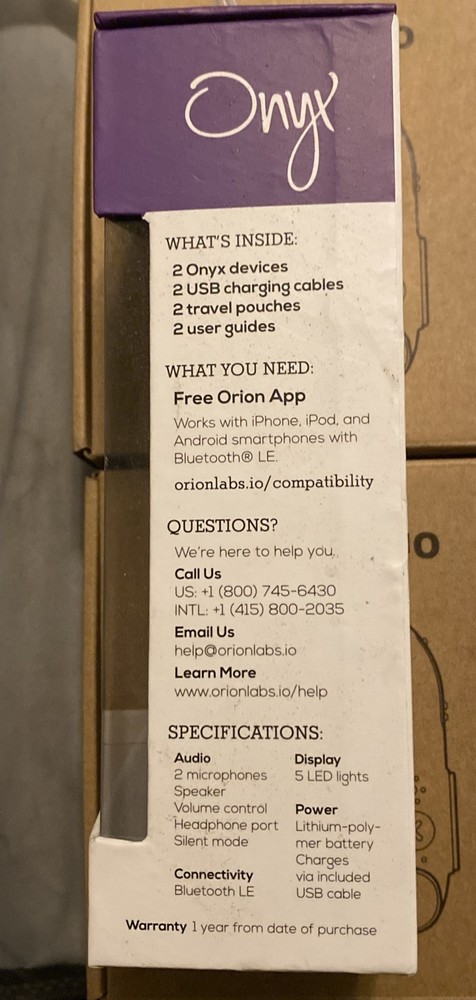 Onyx
WHAT'S INSIDE:
2 Onyx devices
2 USB charging cables
2 travel pouches
2 user guides
WHAT YOU NEED:
Free Orion App
Works with iPhone, iPod, and
Android smartphones with
Bluetooth® LE.
orionlabs.io/compatibility
QUESTIONS?
We're here to help you.
Call Us
US: +1 (800) 745-6430
INTL: +1 (415) 800-2035
Email Us
help@orionlabs.io
Learn More
www.orionlabs.io/help
SPECIFICATIONS:
Audio
2 microphones
Speaker
Volume control
Headphone port
Silent mode
Connectivity
Bluetooth LE
Display
5 LED lights
Power
Lithium-poly-
mer battery
Charges
via included
USB cable
Warranty 1 year from date of purchase